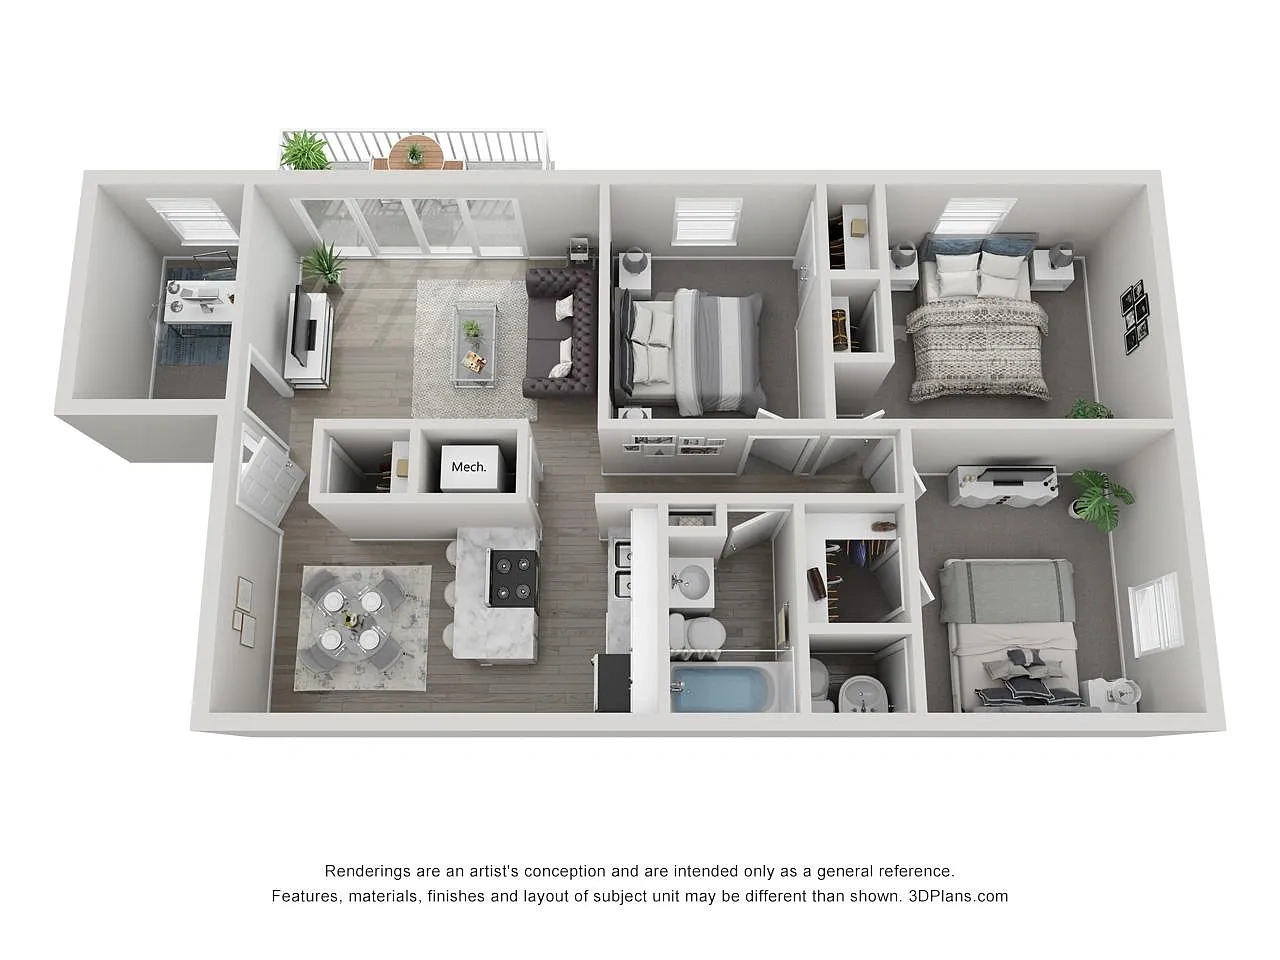 Mech.
Renderings are an artist's conception and are intended only as a general reference.
Features, materials, finishes and layout of subject unit may be different than shown. 3DPlans.com